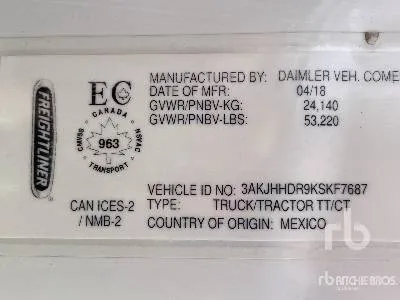 FREIGHTLINER
EC
CANADA
CMVSS
NSVAC
963
TRANSPORT
MANUFACTURED BY: DAIMLER VEH. COME
DATE OF MFR: 04/18
GVWR/PNBV-KG: 24,140
GVWR/PNBV-LBS: 53,220
VEHICLE ID NO: 3AKJHHDR9KSKF7687
CAN ICES-2 TYPE: TRUCK/TRACTOR TT/CT
/ NMB-2 COUNTRY OF ORIGIN: MEXICO
rb
rb RITCHIE BROS.